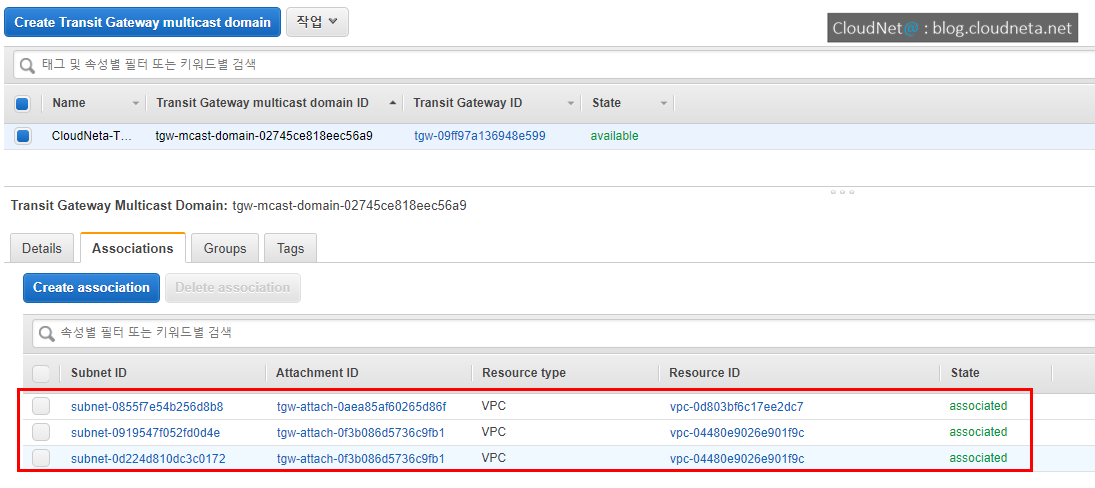 Create Transit Gateway multicast domain 작업
CloudNet@ : blog.cloudneta.net
태그 및 속성별 필터 또는 키워드별 검색
Name Transit Gateway multicast domain ID Transit Gateway ID State
CloudNeta-T… tgw-mcast-domain-02745ce818eec56a9 tgw-09ff97a136948e599 available
Transit Gateway Multicast Domain: tgw-mcast-domain-02745ce818eec56a9
Details Associations Groups Tags
Create association Delete association
속성별 필터 또는 키워드별 검색
Subnet ID Attachment ID Resource type Resource ID State
subnet-0855f7e54b256d8b8 tgw-attach-0aea85af60265d86f VPC vpc-0d803bf6c17ee2dc7 associated
subnet-0919547f052fd0d4e tgw-attach-0f3b086d5736c9fb1 VPC vpc-04480e9026e901f9c associated
subnet-0d224d810dc3c0172 tgw-attach-0f3b086d5736c9fb1 VPC vpc-04480e9026e901f9c associated